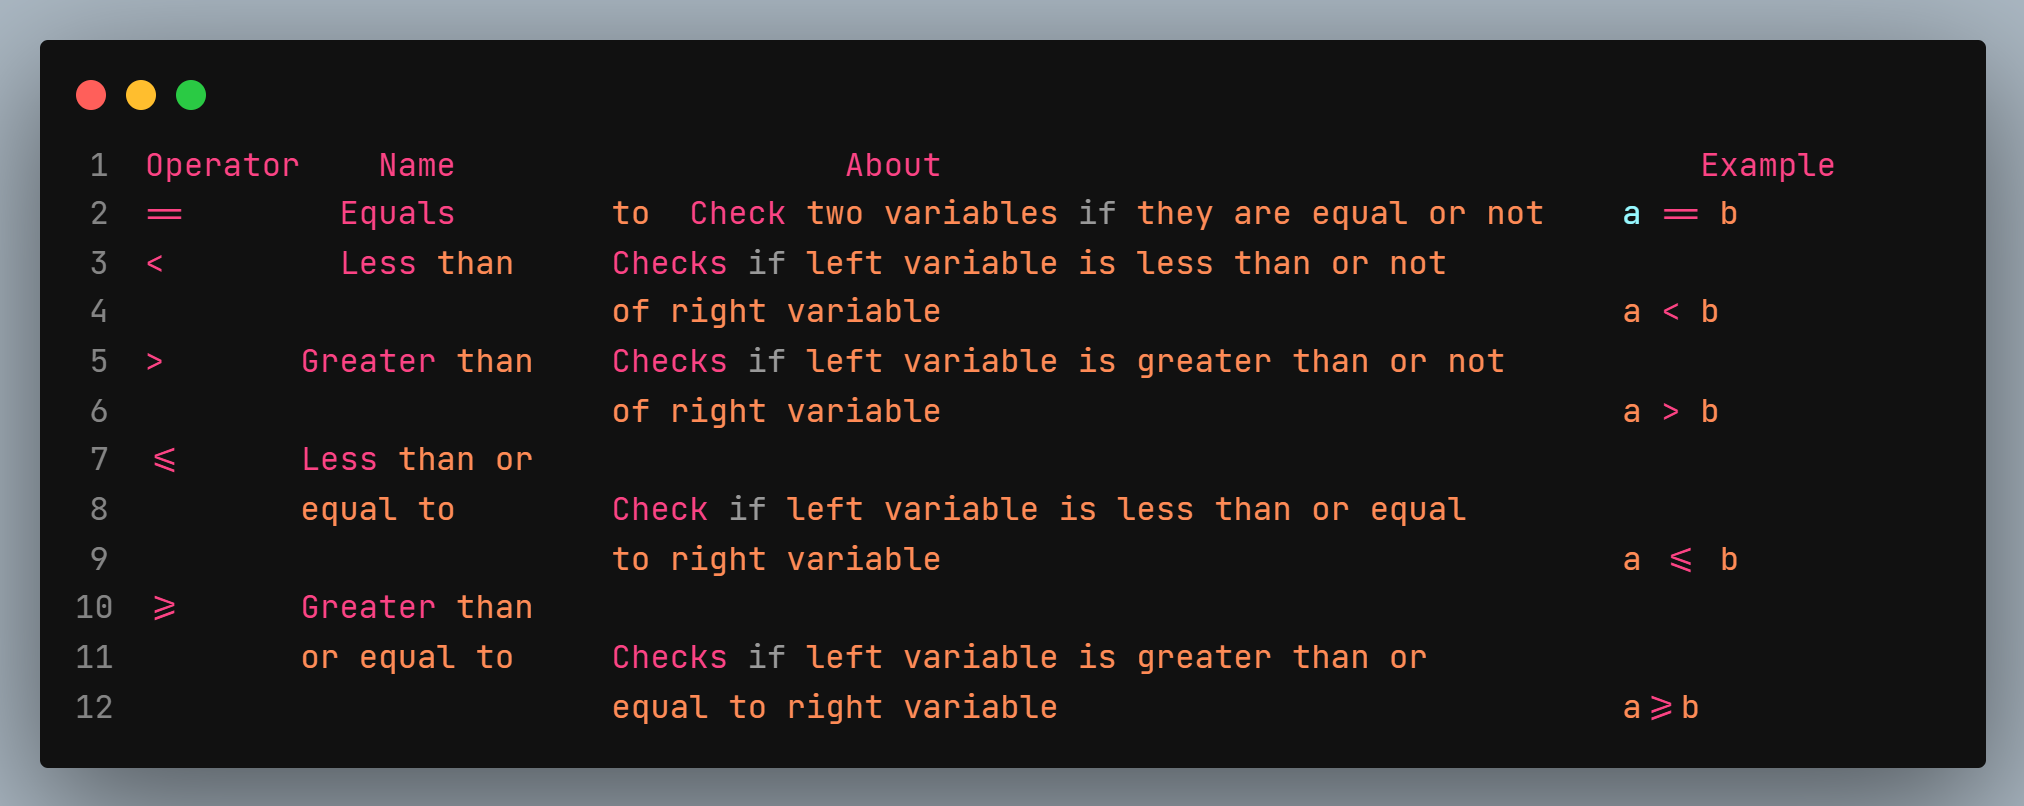 1 Operator Name About Example
2 == Equals to Check two variables if they are equal or not a == b
3 < Less than Checks if left variable is less than or not
4 of right variable a < b
5 > Greater than Checks if left variable is greater than or not
6 of right variable a > b
7 <= Less than or
8 equal to Check if left variable is less than or equal
9 to right variable a <= b
10 >= Greater than
11 or equal to Checks if left variable is greater than or
12 equal to right variable a>=b